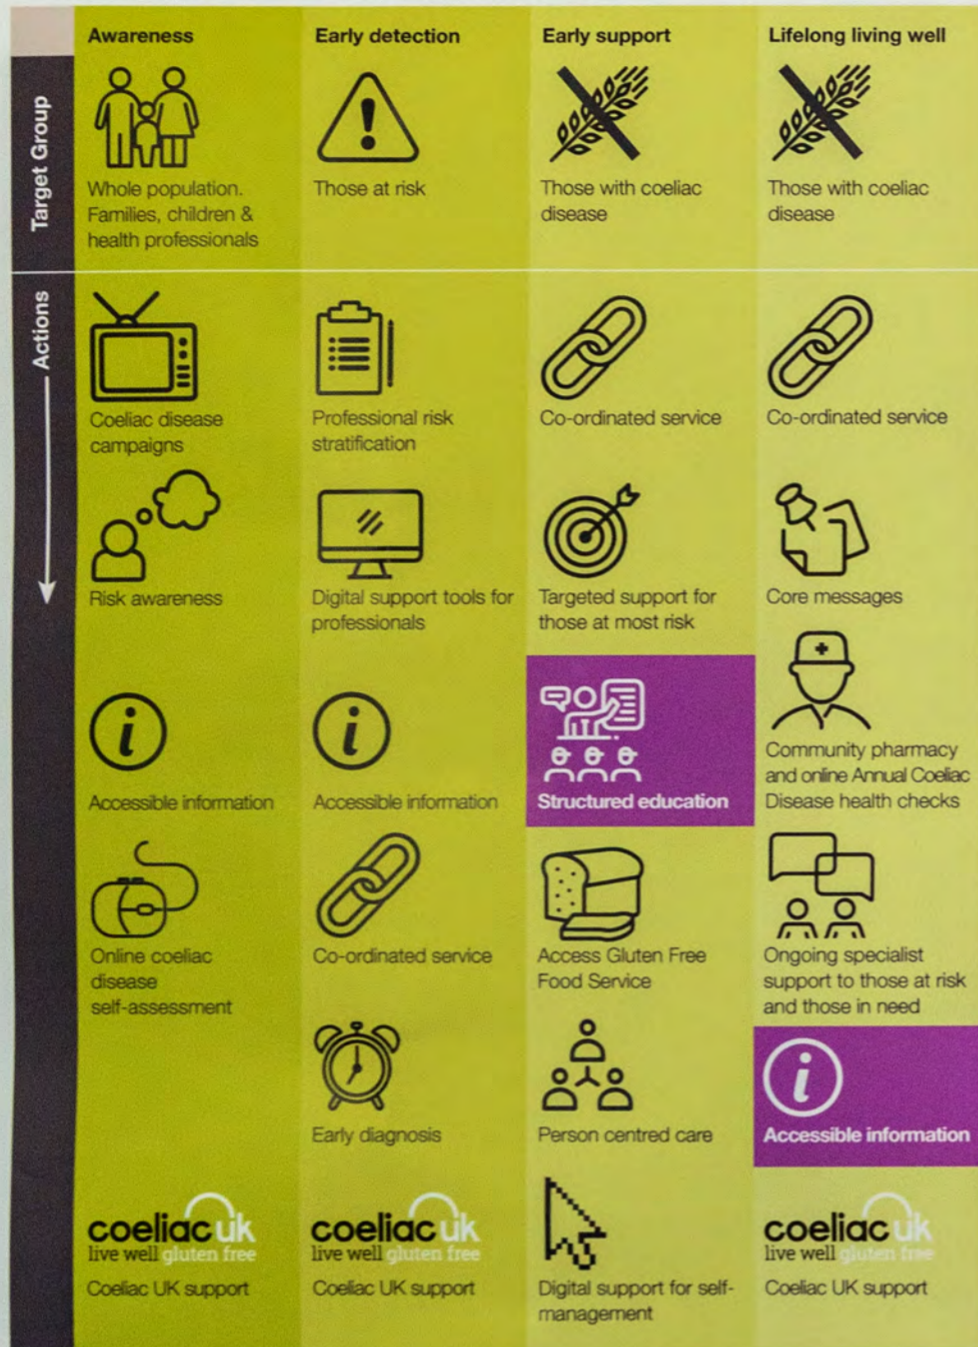 Awareness
Early detection
Early support
Lifelong living well
Target Group
Whole population.
Families, children &
health professionals
Those at risk
Those with coeliac
disease
Those with coeliac
disease
Actions
Coeliac disease
campaigns
Professional risk
stratification
Co-ordinated service
Co-ordinated service
Risk awareness
Digital support tools for
professionals
Targeted support for
those at most risk
Core messages
i
Accessible information
i
Accessible information
Structured education
Community pharmacy
and online Annual Coeliac
Disease health checks
Online coeliac
disease
self-assessment
Co-ordinated service
Access Gluten Free
Food Service
Ongoing specialist
support to those at risk
and those in need
Early diagnosis
Person centred care
i
Accessible information
coeliac uk
live well gluten free
Coeliac UK support
coeliac uk
live well gluten free
Coeliac UK support
Digital support for self-
management
coeliac uk
live well gluten free
Coeliac UK support